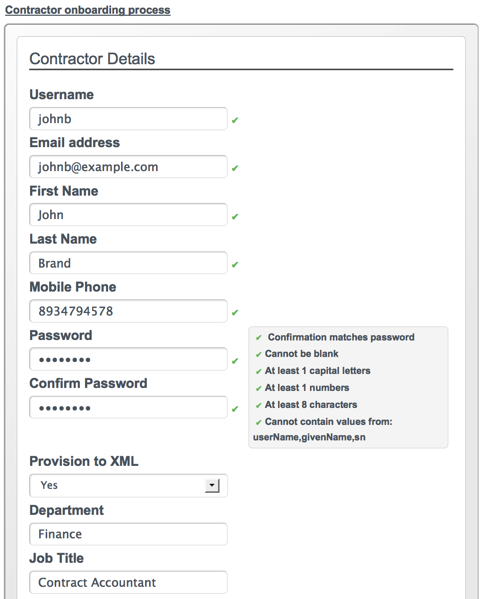 Contractor onboarding process
Contractor Details
Username
johnb
Email address
johnb@example.com
First Name
John
Last Name
Brand
Mobile Phone
8934794578
Password
••••••••
Confirm Password
••••••••
Confirmation matches password
Cannot be blank
At least 1 capital letters
At least 1 numbers
At least 8 characters
Cannot contain values from:
userName,givenName,sn
Provision to XML
Yes
Department
Finance
Job Title
Contract Accountant